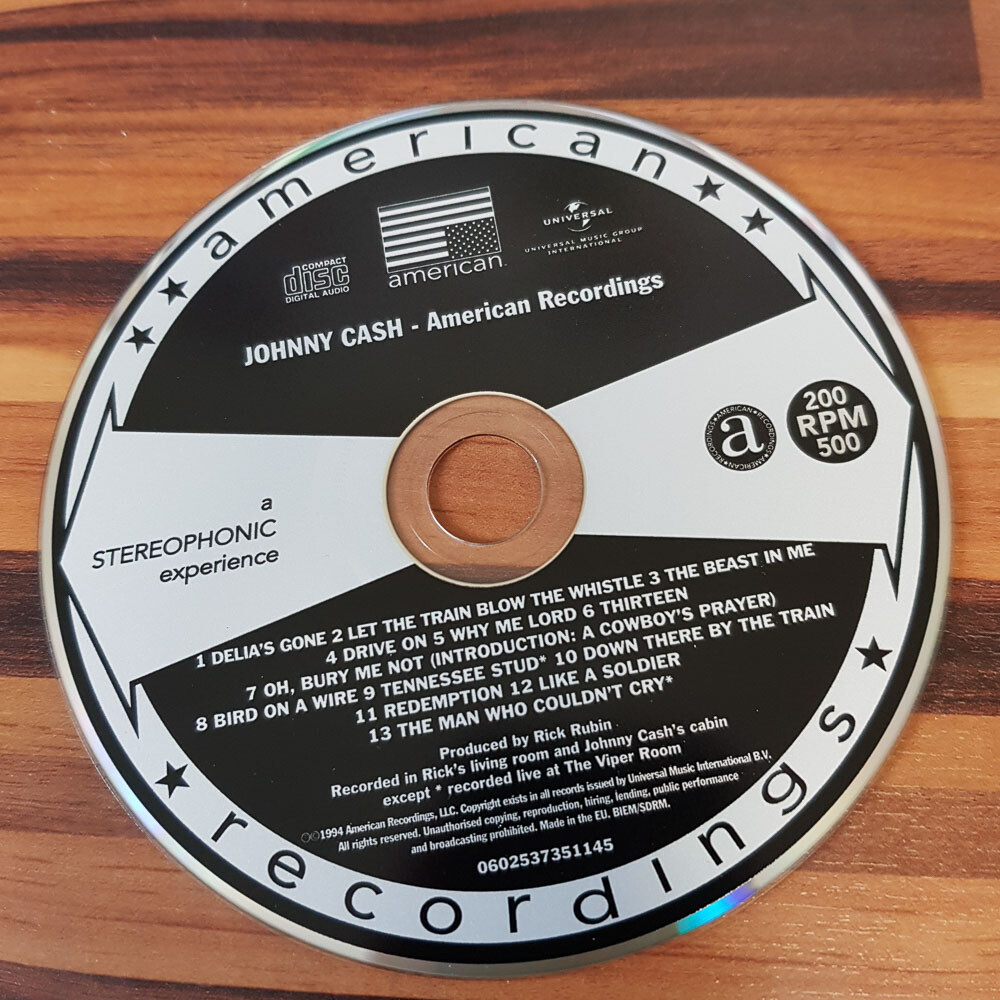 american
COMPACT
disc
DIGITAL AUDIO
american
UNIVERSAL
UNIVERSAL MUSIC GROUP
INTERNATIONAL
JOHNNY CASH - American Recordings
AMERICAN RECORDINGS AMERICAN RECORDINGS
a
200
RPM
500
a
STEREOPHONIC
experience
1 DELIA'S GONE 2 LET THE TRAIN BLOW THE WHISTLE 3 THE BEAST IN ME
4 DRIVE ON 5 WHY ME LORD 6 THIRTEEN
7 OH, BURY ME NOT (INTRODUCTION: A COWBOY'S PRAYER)
8 BIRD ON A WIRE 9 TENNESSEE STUD* 10 DOWN THERE BY THE TRAIN
11 REDEMPTION 12 LIKE A SOLDIER
13 THE MAN WHO COULDN'T CRY*
Produced by Rick Rubin
Recorded in Rick's living room and Johnny Cash's cabin
except * recorded live at The Viper Room
℗©1994 American Recordings, LLC. Copyright exists in all records issued by Universal Music International B.V.
All rights reserved. Unauthorised copying, reproduction, hiring, lending, public performance
and broadcasting prohibited. Made in the EU. BIEM/SDRM.
0602537351145
recordings